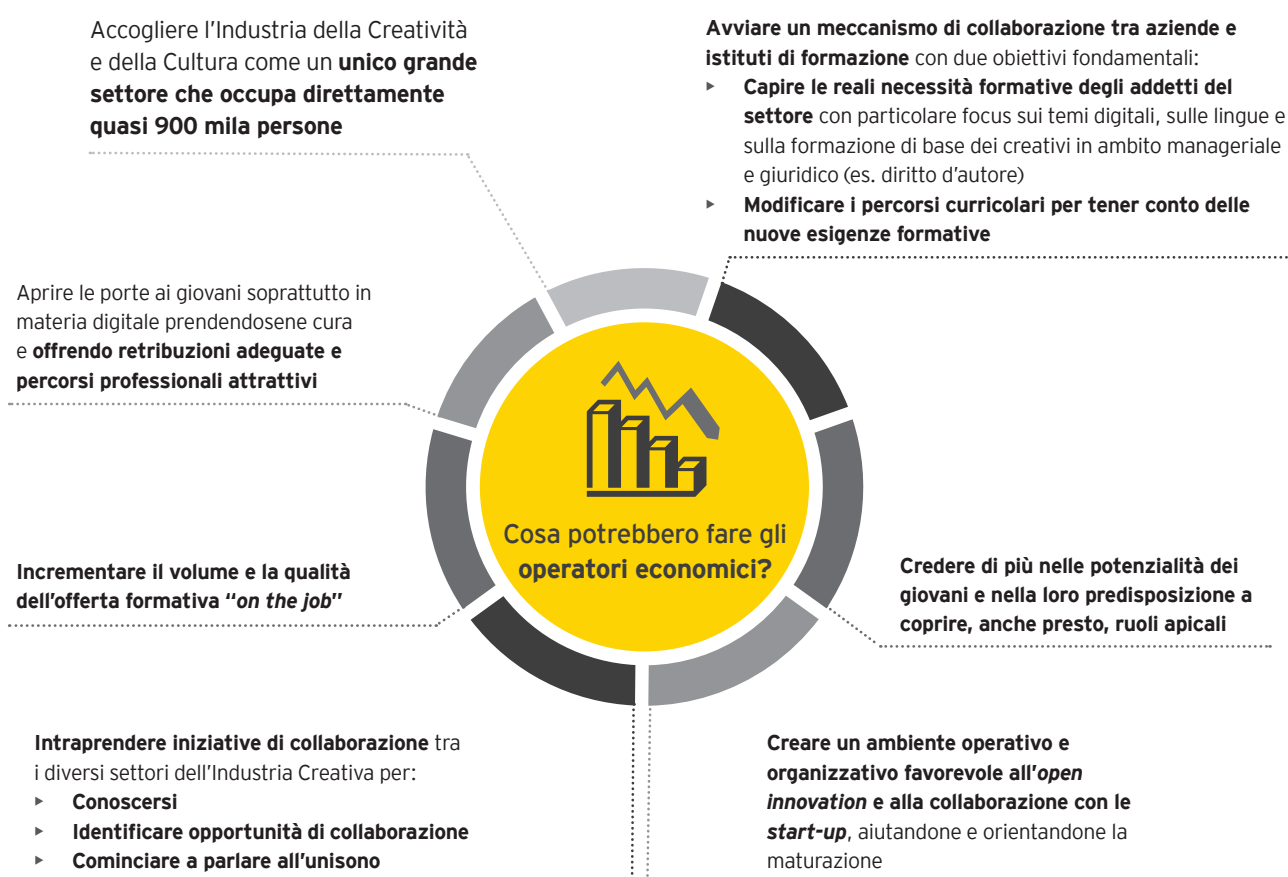 Accogliere l'Industria della Creatività
e della Cultura come un unico grande
settore che occupa direttamente
quasi 900 mila persone
Avviare un meccanismo di collaborazione tra aziende e
istituti di formazione con due obiettivi fondamentali:
▸ Capire le reali necessità formative degli addetti del
settore con particolare focus sui temi digitali, sulle lingue e
sulla formazione di base dei creativi in ambito manageriale
e giuridico (es. diritto d'autore)
▸ Modificare i percorsi curricolari per tener conto delle
nuove esigenze formative
Aprire le porte ai giovani soprattutto in
materia digitale prendendosene cura
e offrendo retribuzioni adeguate e
percorsi professionali attrattivi
Cosa potrebbero fare gli
operatori economici?
Incrementare il volume e la qualità
dell'offerta formativa "on the job"
Credere di più nelle potenzialità dei
giovani e nella loro predisposizione a
coprire, anche presto, ruoli apicali
Intraprendere iniziative di collaborazione tra
i diversi settori dell'Industria Creativa per:
▸ Conoscersi
▸ Identificare opportunità di collaborazione
▸ Cominciare a parlare all'unisono
Creare un ambiente operativo e
organizzativo favorevole all'open
innovation e alla collaborazione con le
start-up, aiutandone e orientandone la
maturazione